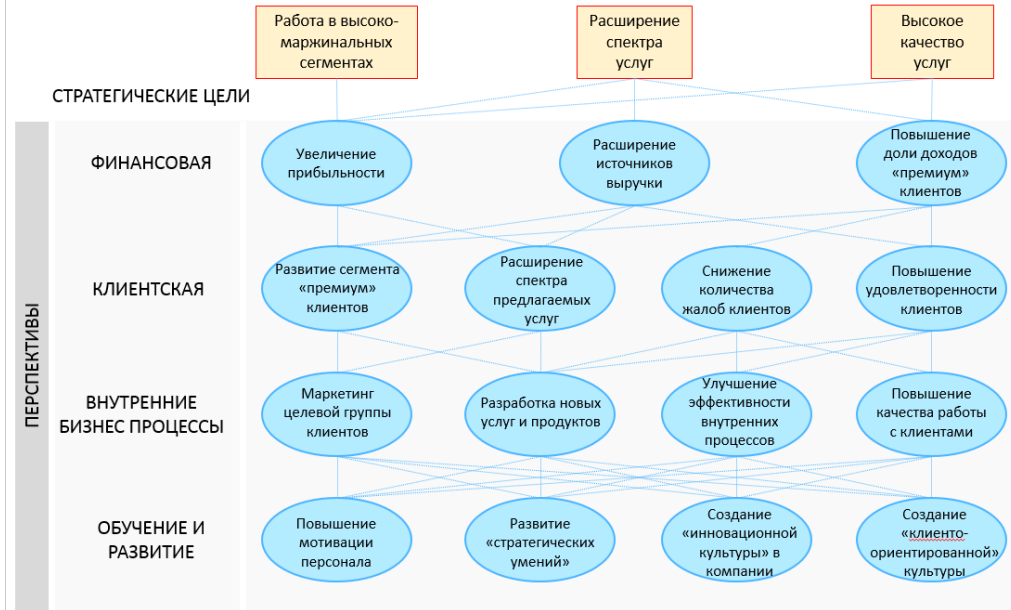 Работа в высоко-
маржинальных
сегментах
Расширение
спектра
услуг
Высокое
качество
услуг
СТРАТЕГИЧЕСКИЕ ЦЕЛИ
ПЕРСПЕКТИВЫ
ФИНАНСОВАЯ
Увеличение
прибыльности
Расширение
источников
выручки
Повышение
доли доходов
«премиум»
клиентов
КЛИЕНТСКАЯ
Развитие сегмента
«премиум»
клиентов
Расширение
спектра
предлагаемых
услуг
Снижение
количества
жалоб клиентов
Повышение
удовлетворенности
клиентов
ВНУТРЕННИЕ
БИЗНЕС ПРОЦЕССЫ
Маркетинг
целевой группы
клиентов
Разработка новых
услуг и продуктов
Улучшение
эффективности
внутренних
процессов
Повышение
качества работы
с клиентами
ОБУЧЕНИЕ И
РАЗВИТИЕ
Повышение
мотивации
персонала
Развитие
«стратегических
умений»
Создание
«инновационной
культуры» в
компании
Создание
«клиенто-
ориентированной»
культуры